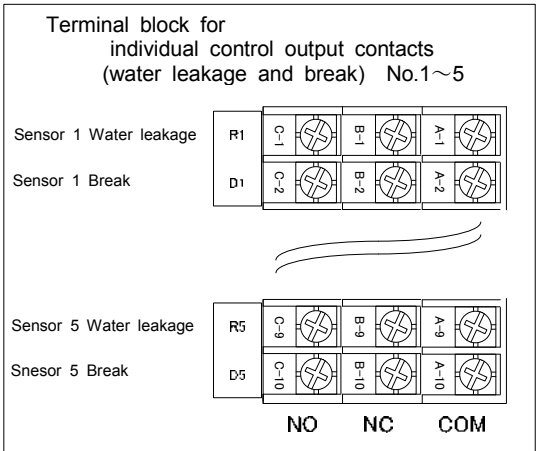 Terminal block for
individual control output contacts
(water leakage and break) No.1～5
Sensor 1 Water leakage R1 C-1 B-1 A-1
Sensor 1 Break D1 C-2 B-2 A-2
Sensor 5 Water leakage R5 C-9 B-9 A-9
Snesor 5 Break D5 C-10 B-10 A-10
NO NC COM